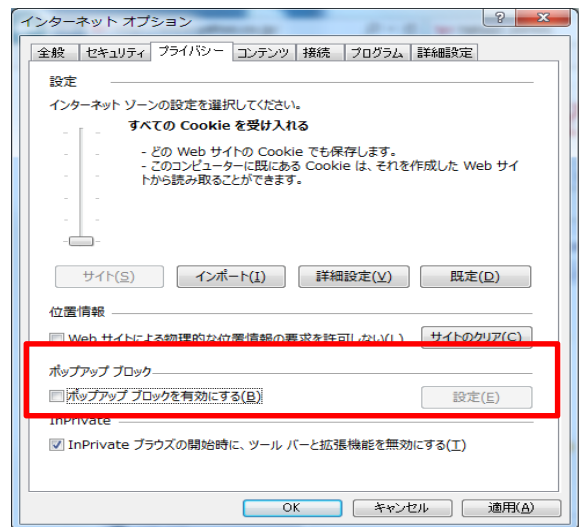 インターネット オプション
全般 セキュリティ プライバシー コンテンツ 接続 プログラム 詳細設定
設定
インターネット ゾーンの設定を選択してください。
すべての Cookie を受け入れる
- どの Web サイトの Cookie でも保存します。
- このコンピューターに既にある Cookie は、それを作成した Web サイ
トから読み取ることができます。
サイト(S) インポート(I) 詳細設定(V) 既定(D)
位置情報
Web サイトによる物理的な位置情報の要求を許可しない(L) サイトのクリア(C)
ポップアップ ブロック
ポップアップ ブロックを有効にする(B) 設定(E)
InPrivate
InPrivate ブラウズの開始時に、ツール バーと拡張機能を無効にする(T)
OK キャンセル 適用(A)